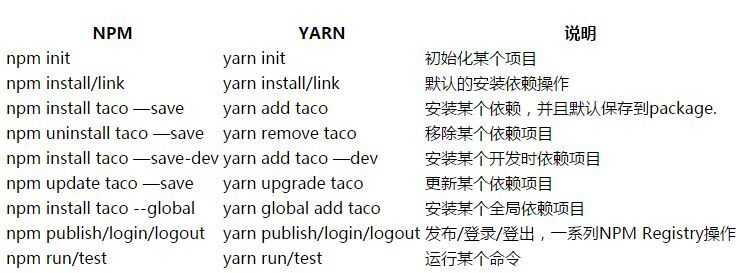 NPM YARN 说明
npm init yarn init 初始化某个项目
npm install/link yarn install/link 默认的安装依赖操作
npm install taco —save yarn add taco 安装某个依赖，并且默认保存到package.
npm uninstall taco —save yarn remove taco 移除某个依赖项目
npm install taco —save-dev yarn add taco —dev 安装某个开发时依赖项目
npm update taco —save yarn upgrade taco 更新某个依赖项目
npm install taco --global yarn global add taco 安装某个全局依赖项目
npm publish/login/logout yarn publish/login/logout 发布/登录/登出，一系列NPM Registry操作
npm run/test yarn run/test 运行某个命令